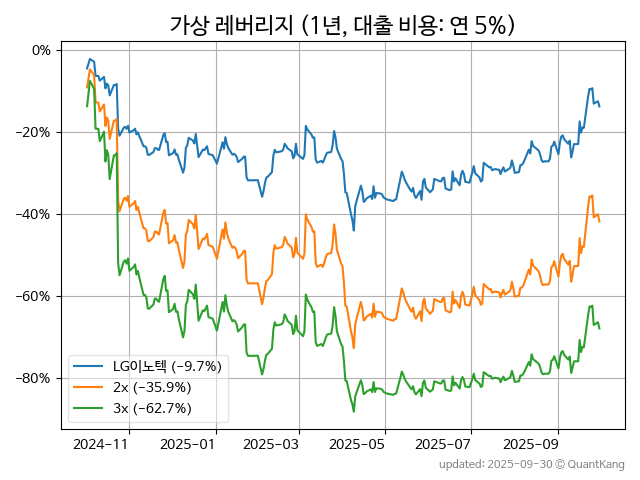 가상 레버리지 (1년, 대출 비용: 연 5%)
0%
−20%
−40%
−60%
−80%
LG이노텍 (−9.7%)
2x (−35.9%)
3x (−62.7%)
2024-11 2025-01 2025-03 2025-05 2025-07 2025-09
updated: 2025-09-30 © QuantKang